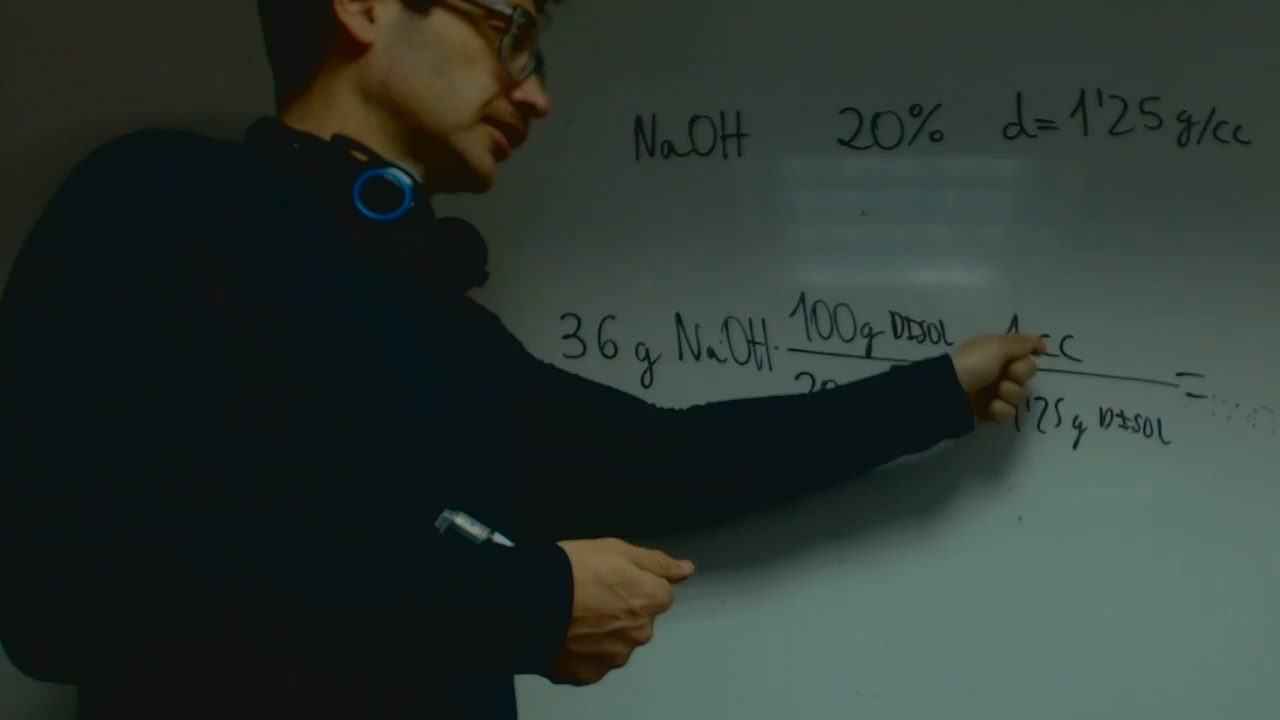 NaOH 20% d= 1'25 g/cc
36 g NaOH · 100g DISOL 1 cc =
20 1'25 g DISOL